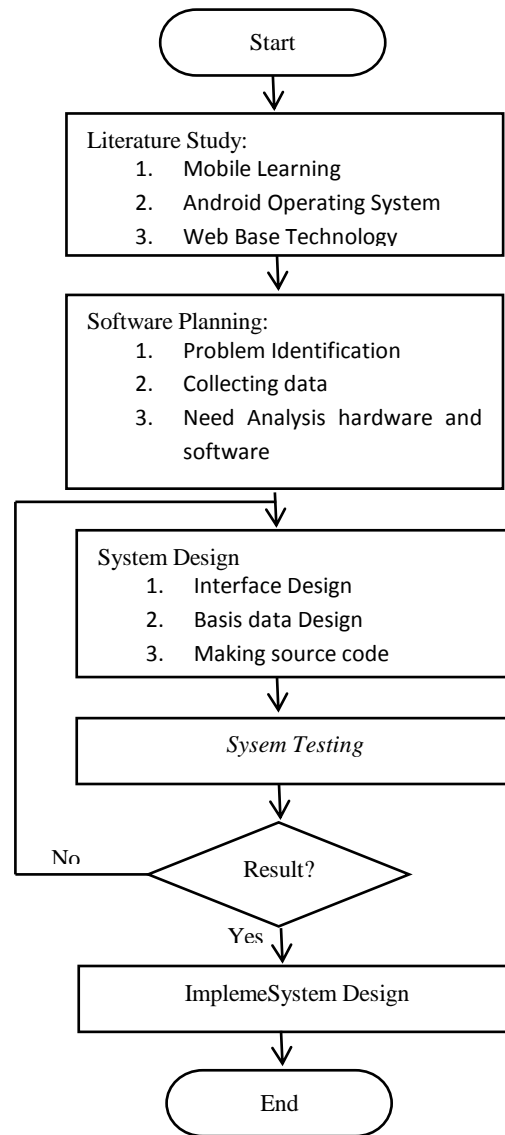 Start
Literature Study:
1. Mobile Learning
2. Android Operating System
3. Web Base Technology
Software Planning:
1. Problem Identification
2. Collecting data
3. Need Analysis hardware and
software
System Design
1. Interface Design
2. Basis data Design
3. Making source code
Sysem Testing
No
Result?
Yes
ImplemeSystem Design
End